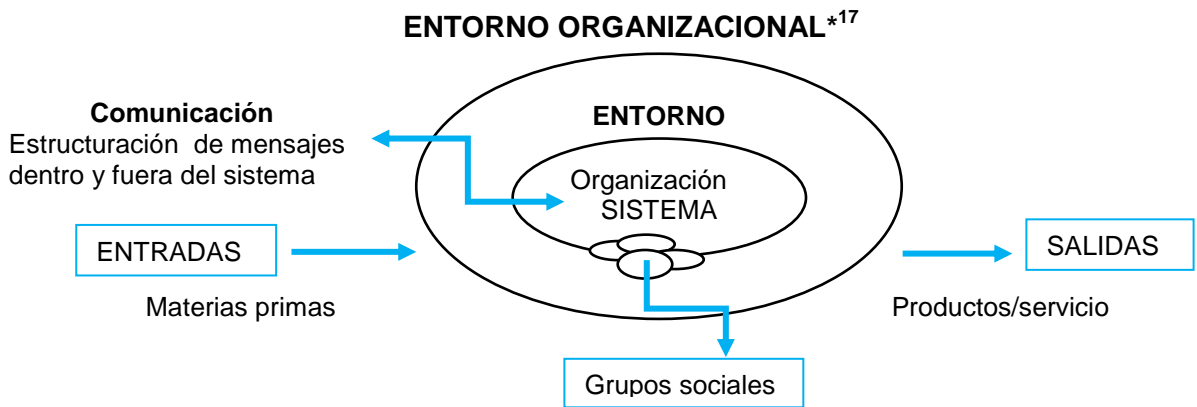 ENTORNO ORGANIZACIONAL*17
Comunicación
Estructuración de mensajes
dentro y fuera del sistema
ENTORNO
Organización
SISTEMA
ENTRADAS
Materias primas
SALIDAS
Productos/servicio
Grupos sociales